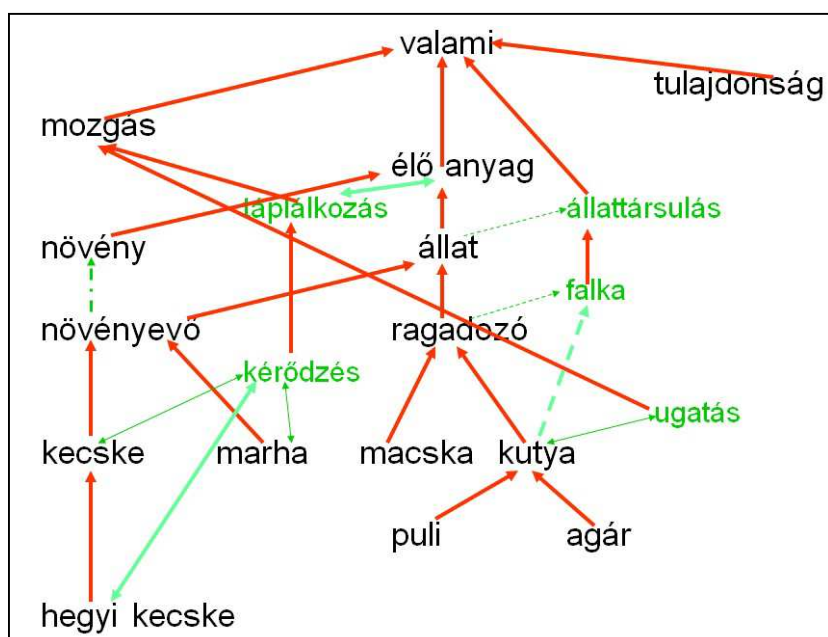 valami
tulajdonság
mozgás
élő anyag
táplálkozás
állattársulás
növény
állat
falka
növényevő
ragadozó
kérődzés
ugatás
kecske
marha
macska
kutya
puli
agár
hegyi kecske